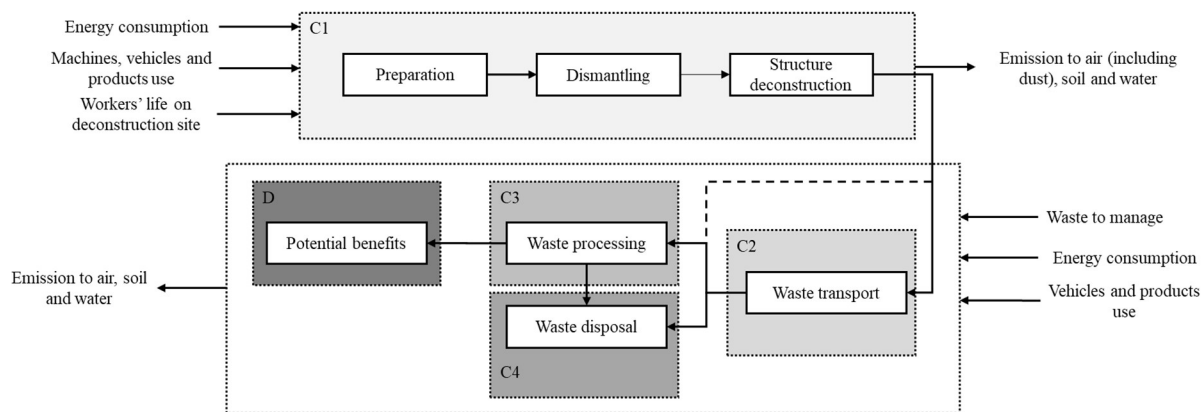 Energy consumption
Machines, vehicles and
products use
Workers' life on
deconstruction site
C1
Preparation
Dismantling
Structure
deconstruction
Emission to air (including
dust), soil and water
D
Potential benefits
C3
Waste processing
C2
Waste transport
Waste disposal
C4
Waste to manage
Energy consumption
Vehicles and products
use
Emission to air, soil
and water